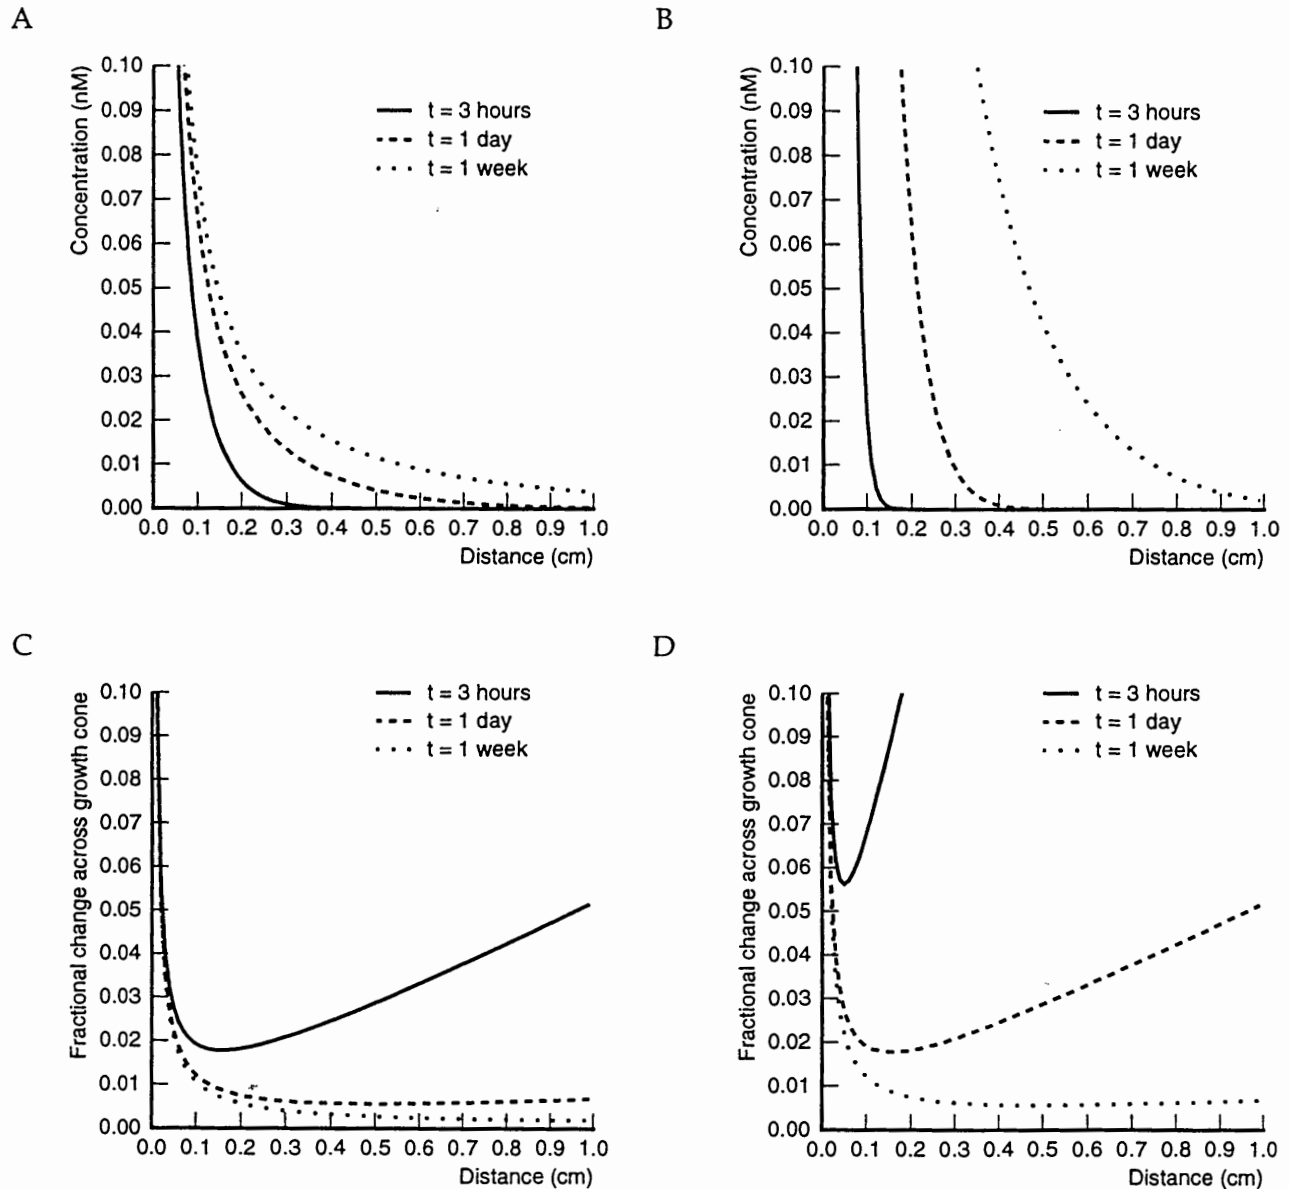 A
Concentration (nM)
0.10
0.09
0.08
0.07
0.06
0.05
0.04
0.03
0.02
0.01
0.00
t = 3 hours
t = 1 day
t = 1 week
0.0 0.1 0.2 0.3 0.4 0.5 0.6 0.7 0.8 0.9 1.0
Distance (cm)
B
Concentration (nM)
0.10
0.09
0.08
0.07
0.06
0.05
0.04
0.03
0.02
0.01
0.00
t = 3 hours
t = 1 day
t = 1 week
0.0 0.1 0.2 0.3 0.4 0.5 0.6 0.7 0.8 0.9 1.0
Distance (cm)
C
Fractional change across growth cone
0.10
0.09
0.08
0.07
0.06
0.05
0.04
0.03
0.02
0.01
0.00
t = 3 hours
t = 1 day
t = 1 week
0.0 0.1 0.2 0.3 0.4 0.5 0.6 0.7 0.8 0.9 1.0
Distance (cm)
D
Fractional change across growth cone
0.10
0.09
0.08
0.07
0.06
0.05
0.04
0.03
0.02
0.01
0.00
t = 3 hours
t = 1 day
t = 1 week
0.0 0.1 0.2 0.3 0.4 0.5 0.6 0.7 0.8 0.9 1.0
Distance (cm)